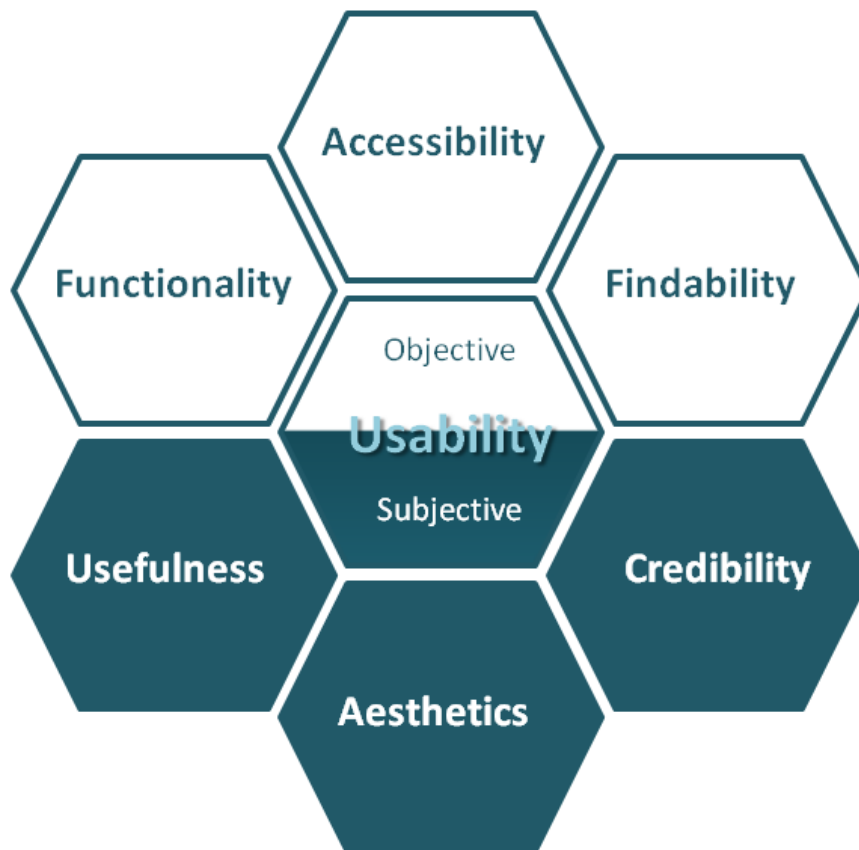 Accessibility
Functionality
Findability
Objective
Usability
Subjective
Usefulness
Credibility
Aesthetics